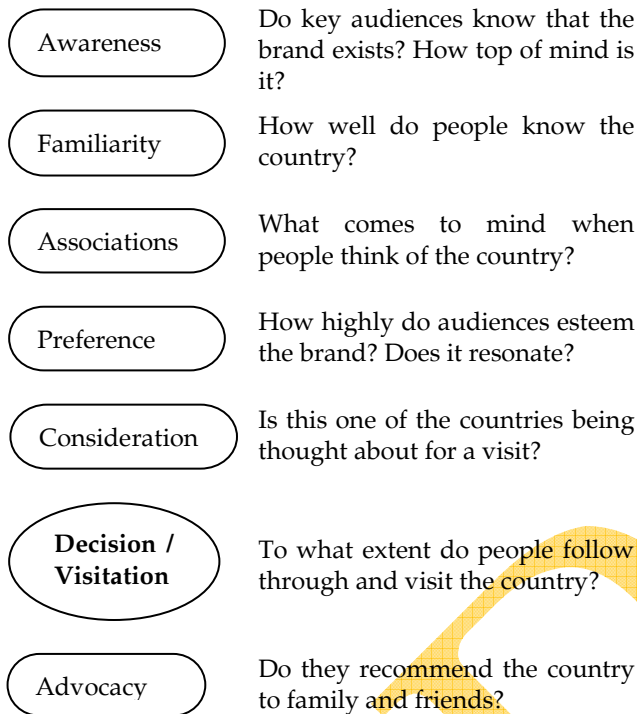 Awareness
Do key audiences know that the
brand exists? How top of mind is
it?
Familiarity
How well do people know the
country?
Associations
What comes to mind when
people think of the country?
Preference
How highly do audiences esteem
the brand? Does it resonate?
Consideration
Is this one of the countries being
thought about for a visit?
Decision /
Visitation
To what extent do people follow
through and visit the country?
Advocacy
Do they recommend the country
to family and friends?